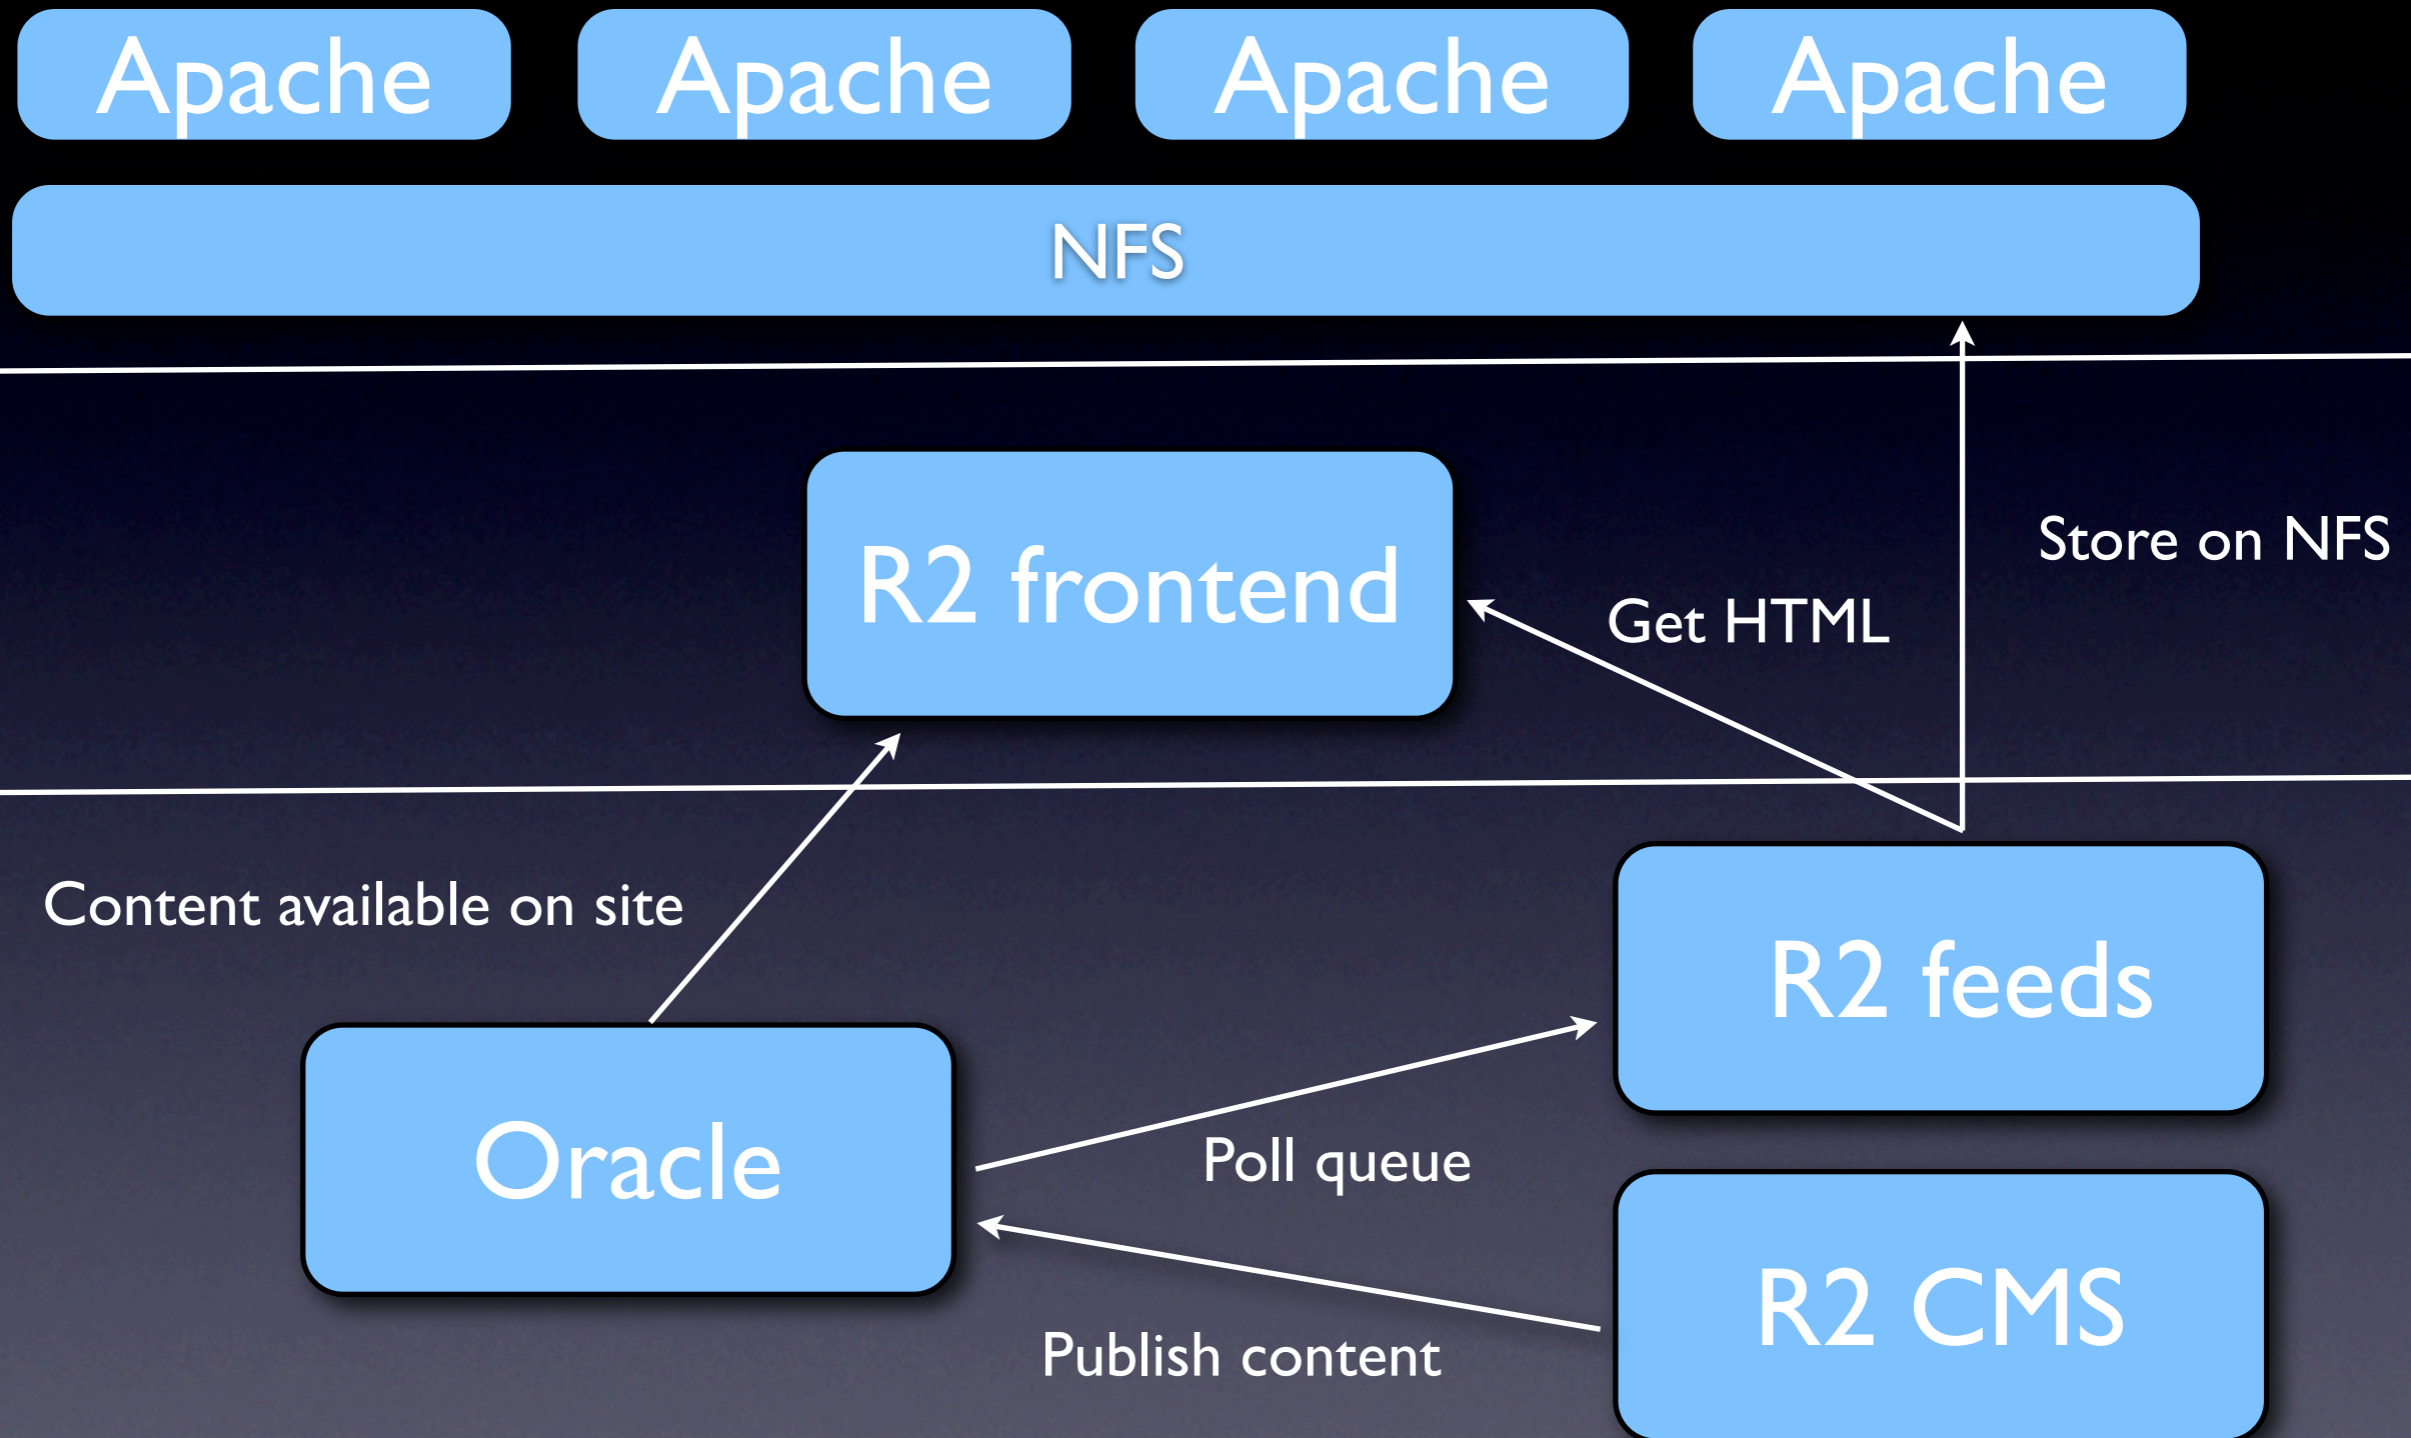 Apache
Apache
Apache
Apache
NFS
Store on NFS
R2 frontend
Get HTML
Content available on site
R2 feeds
Oracle
Poll queue
R2 CMS
Publish content